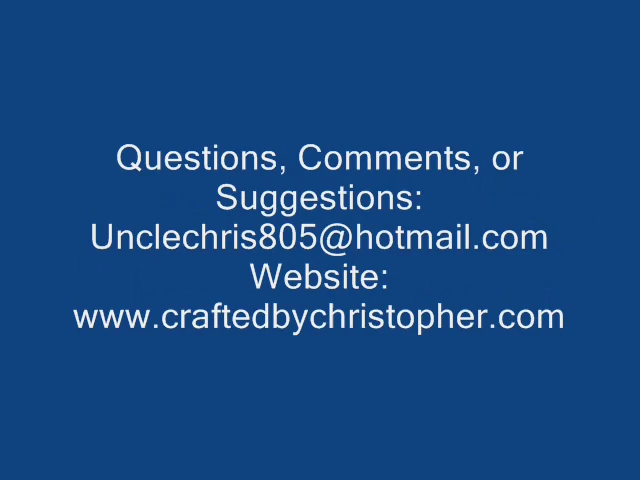 Questions, Comments, or
Suggestions:
Unclechris805@hotmail.com
Website:
www.craftedbychristopher.com